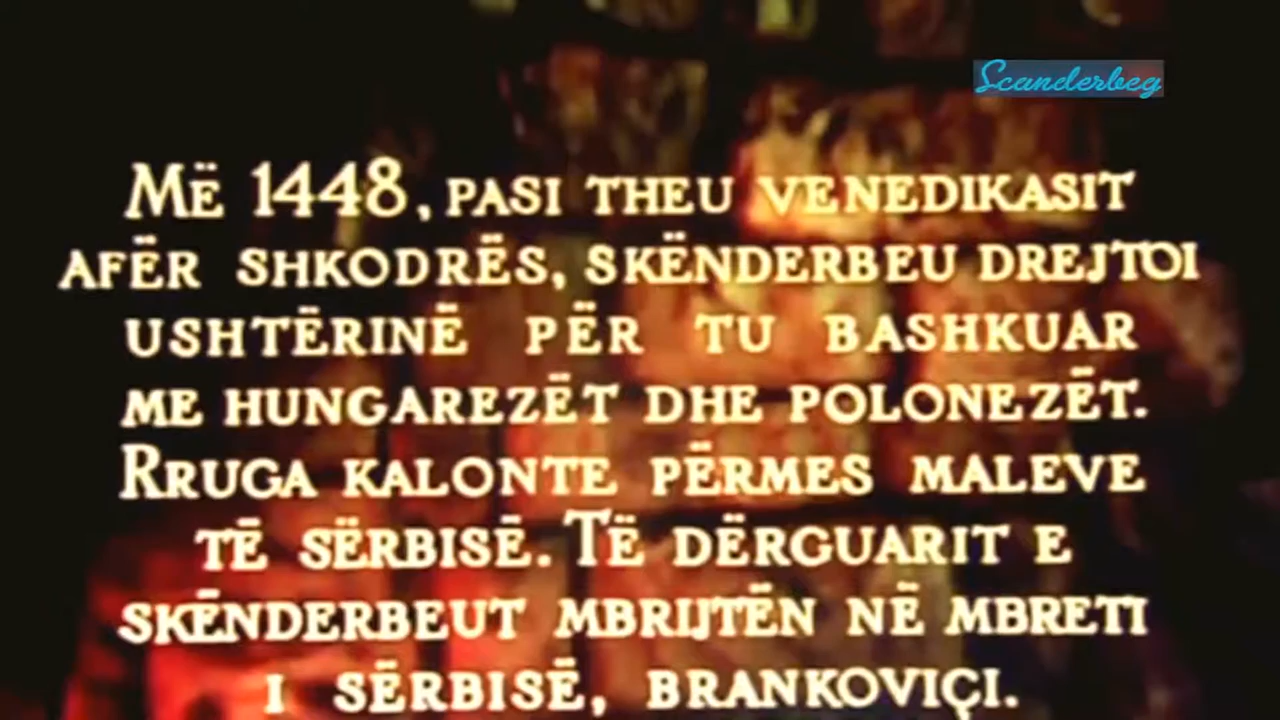 Scanderbeg
MË 1448, PASI THEU VENEDIKASIT
AFËR SHKODRËS, SKËNDERBEU DREJTOI
USHTËRINË PËR TU BASHKUAR
ME HUNGAREZËT DHE POLONEZËT.
RRUGA KALONTE PËRMES MALEVE
TË SËRBISË. TË DËRGUARIT E
SKËNDERBEUT MBRIJTËN NË MBRETI
I SËRBISË, BRANKOVIÇI.